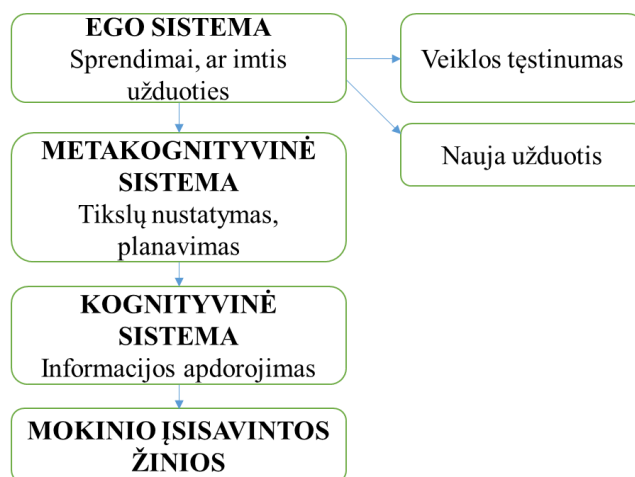 EGO SISTEMA
Sprendimai, ar imtis
užduoties
Veiklos tęstinumas
Nauja užduotis
METAKOGNITYVINĖ
SISTEMA
Tikslų nustatymas,
planavimas
KOGNITYVINĖ
SISTEMA
Informacijos apdorojimas
MOKINIO ĮSISAVINTOS
ŽINIOS